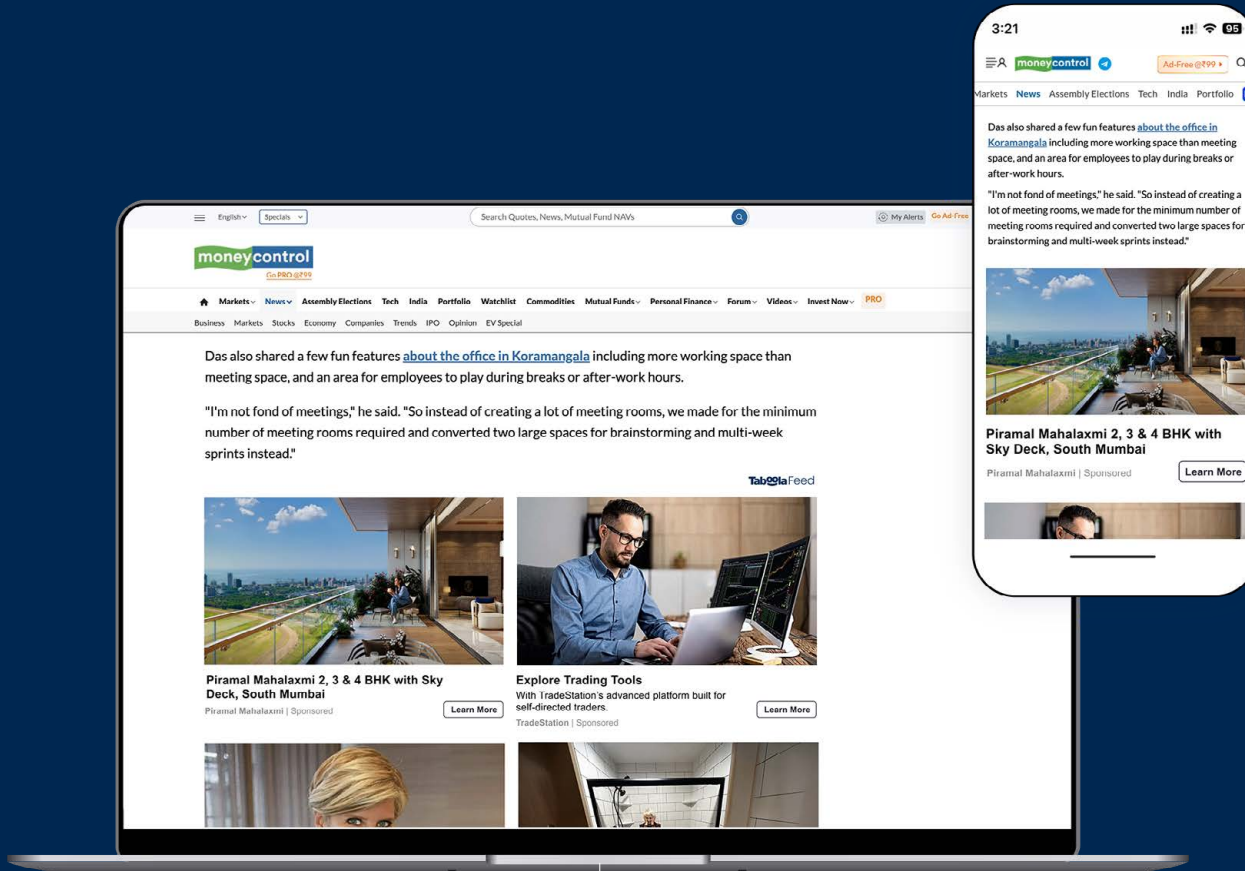 3:21
95
moneycontrol
Ad-Free @₹99
Markets News Assembly Elections Tech India Portfolio
Das also shared a few fun features about the office in
Koramangala including more working space than meeting
space, and an area for employees to play during breaks or
after-work hours.
"I'm not fond of meetings," he said. "So instead of creating a
lot of meeting rooms, we made for the minimum number of
meeting rooms required and converted two large spaces for
brainstorming and multi-week sprints instead."
Piramal Mahalaxmi 2, 3 & 4 BHK with
Sky Deck, South Mumbai
Piramal Mahalaxmi | Sponsored
Learn More
English
Specials
Search Quotes, News, Mutual Fund NAVs
My Alerts
Go Ad-Free
moneycontrol
Go PRO @₹99
Markets News Assembly Elections Tech India Portfolio Watchlist Commodities Mutual Funds Personal Finance Forum Videos Invest Now PRO
Business Markets Stocks Economy Companies Trends IPO Opinion EV Special
Das also shared a few fun features about the office in Koramangala including more working space than
meeting space, and an area for employees to play during breaks or after-work hours.
"I'm not fond of meetings," he said. "So instead of creating a lot of meeting rooms, we made for the minimum
number of meeting rooms required and converted two large spaces for brainstorming and multi-week
sprints instead."
Taboola Feed
Piramal Mahalaxmi 2, 3 & 4 BHK with Sky
Deck, South Mumbai
Piramal Mahalaxmi | Sponsored
Learn More
Explore Trading Tools
With TradeStation's advanced platform built for
self-directed traders.
TradeStation | Sponsored
Learn More